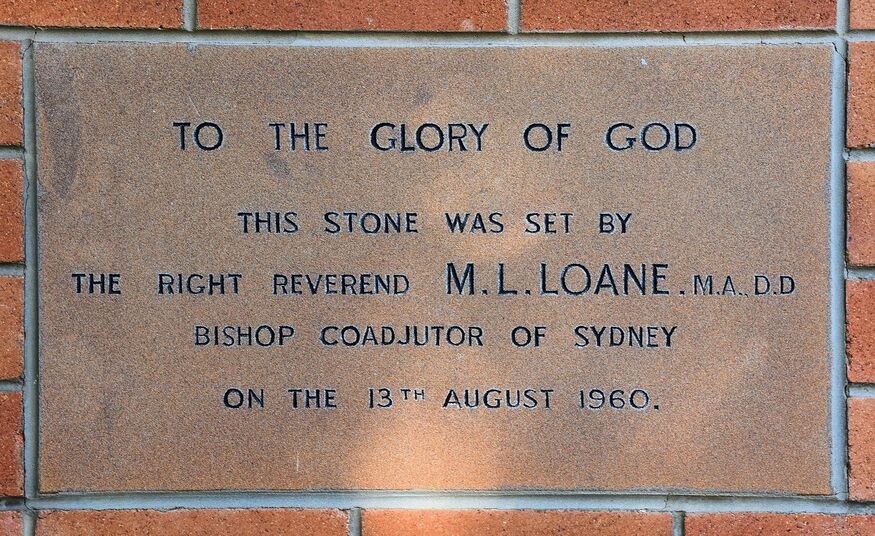 TO THE GLORY OF GOD
THIS STONE WAS SET BY
THE RIGHT REVEREND M.L.LOANE.M.A.,D.D
BISHOP COADJUTOR OF SYDNEY
ON THE 13TH AUGUST 1960.